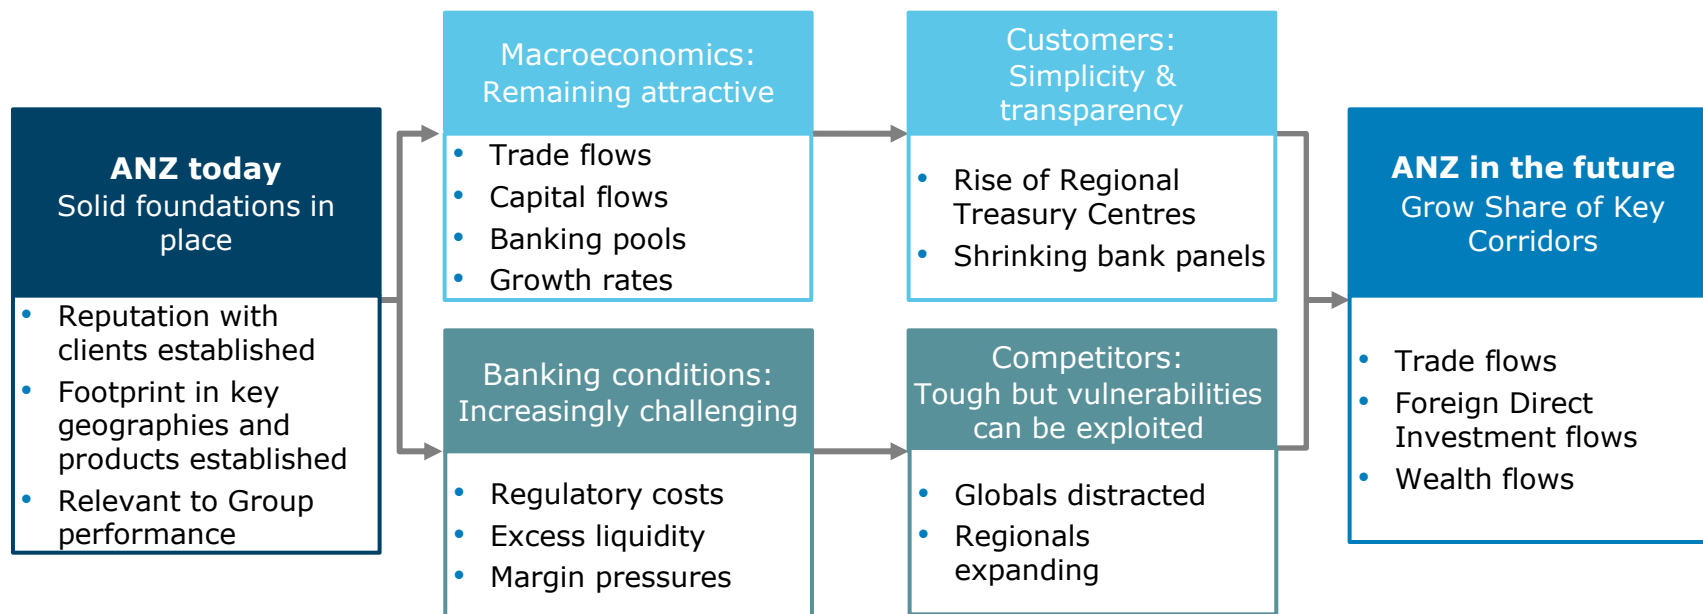 ANZ today
Solid foundations in
place
• Reputation with
clients established
• Footprint in key
geographies and
products established
• Relevant to Group
performance
Macroeconomics:
Remaining attractive
• Trade flows
• Capital flows
• Banking pools
• Growth rates
Banking conditions:
Increasingly challenging
• Regulatory costs
• Excess liquidity
• Margin pressures
Customers:
Simplicity &
transparency
• Rise of Regional
Treasury Centres
• Shrinking bank panels
Competitors:
Tough but vulnerabilities
can be exploited
• Globals distracted
• Regionals
expanding
ANZ in the future
Grow Share of Key
Corridors
• Trade flows
• Foreign Direct
Investment flows
• Wealth flows